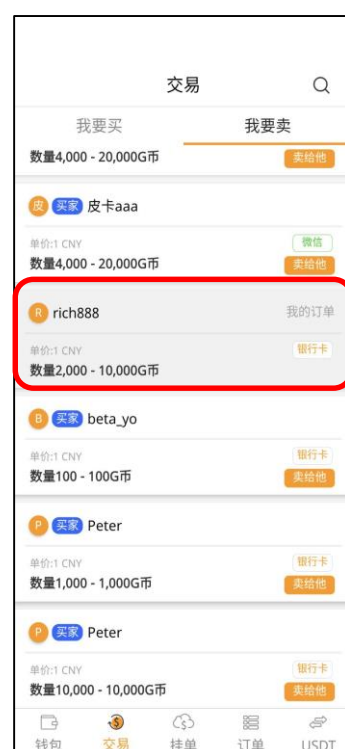 交易
我要买 我要卖
数量4,000 - 20,000G币 卖给他
皮 买家 皮卡aaa
单价:1 CNY 微信
数量4,000 - 20,000G币 卖给他
R rich888 我的订单
单价:1 CNY 银行卡
数量2,000 - 10,000G币
B 买家 beta_yo
单价:1 CNY 银行卡
数量100 - 100G币 卖给他
P 买家 Peter
单价:1 CNY 银行卡
数量1,000 - 1,000G币 卖给他
P 买家 Peter
单价:1 CNY 银行卡
数量10,000 - 10,000G币 卖给他
钱包 交易 挂单 订单 USDT